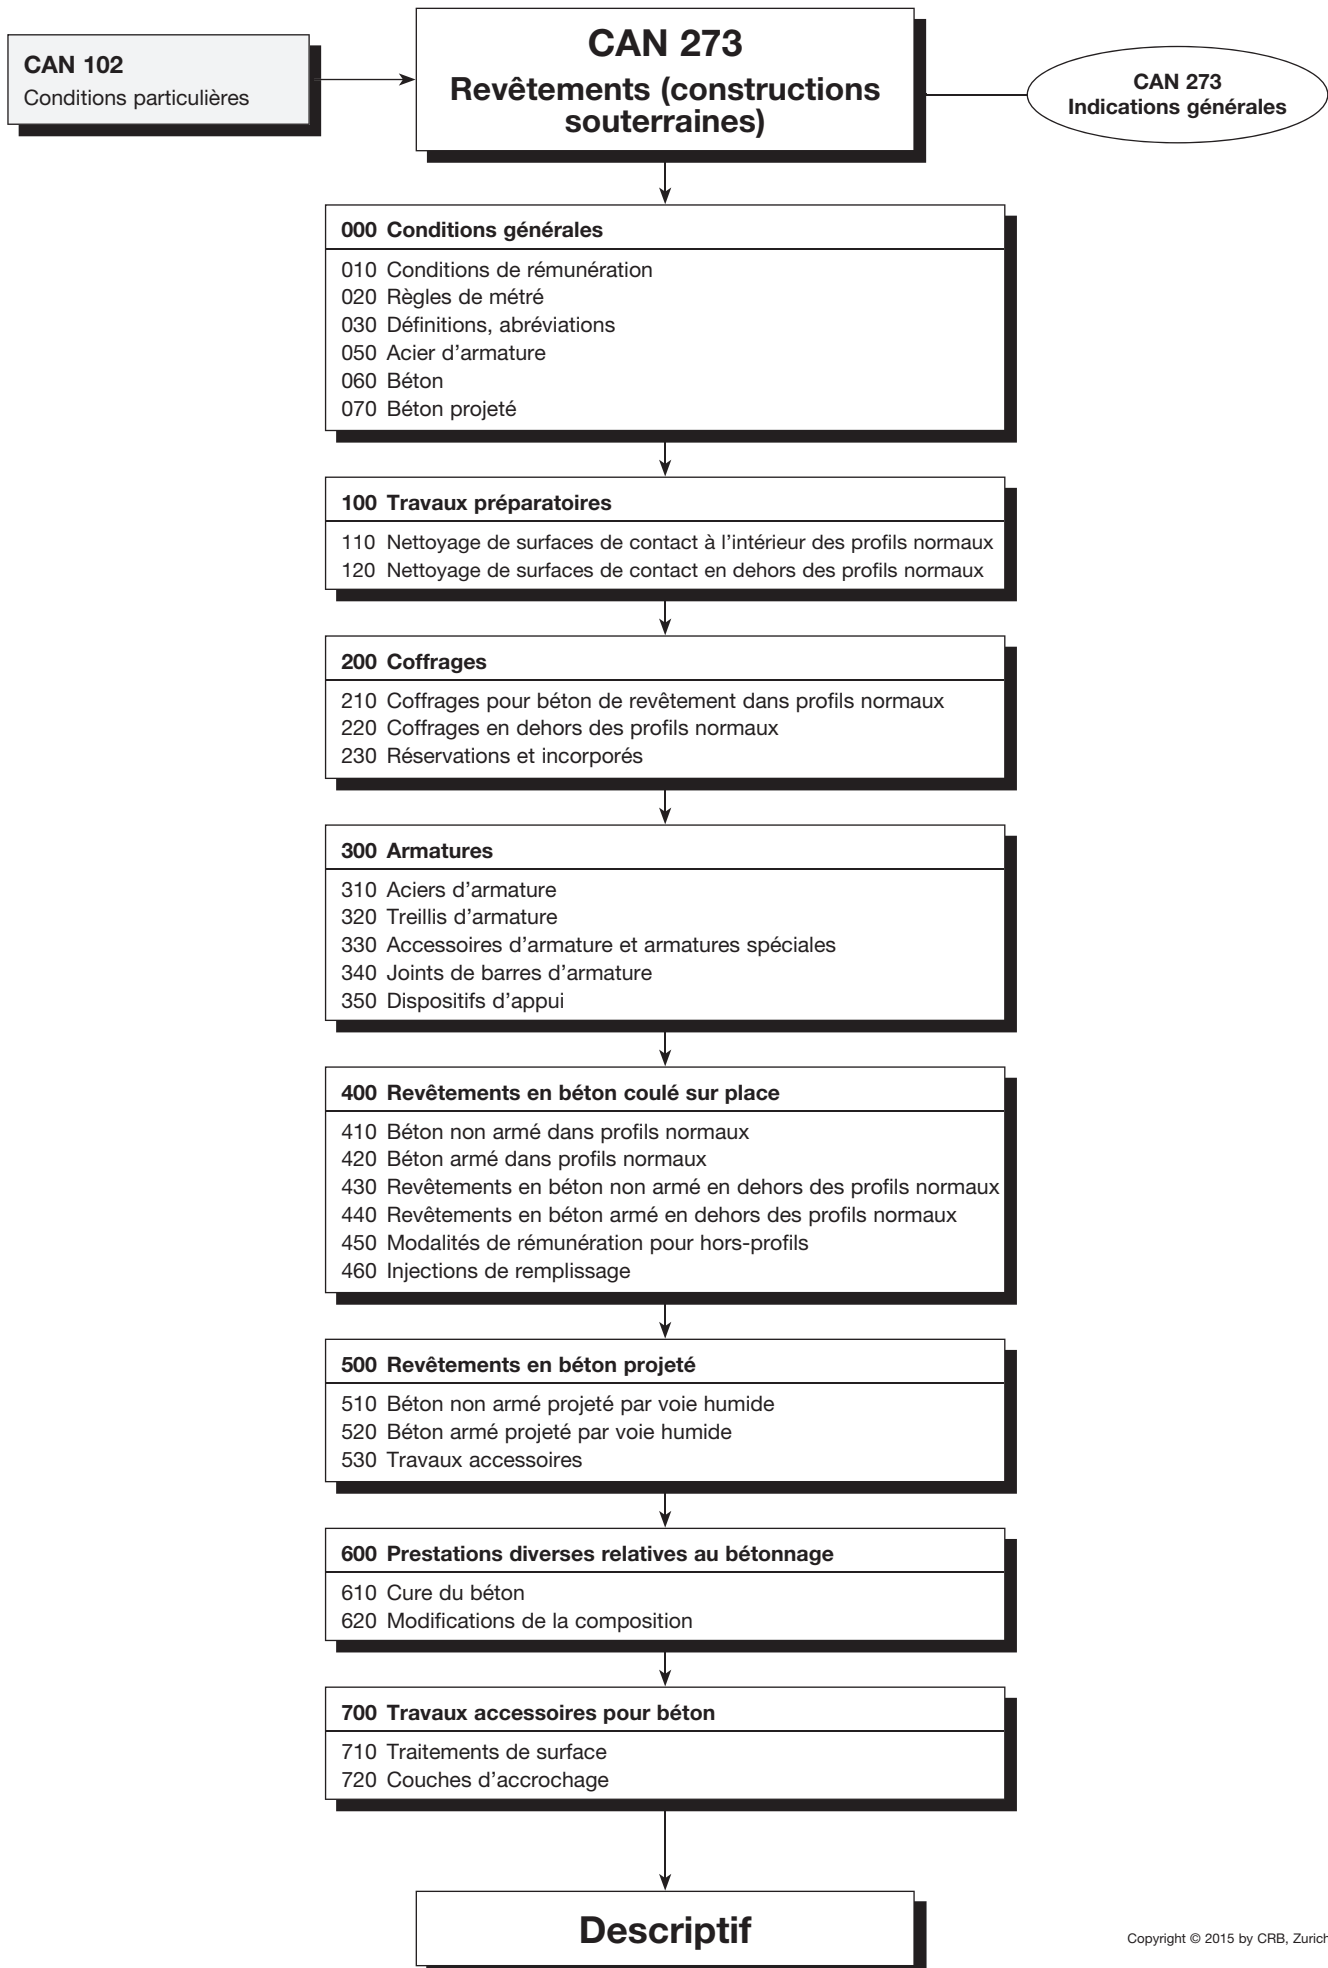 CAN 102
Conditions particulières
CAN 273
Revêtements (constructions
souterraines)
CAN 273
Indications générales
000 Conditions générales
010 Conditions de rémunération
020 Règles de métré
030 Définitions, abréviations
050 Acier d’armature
060 Béton
070 Béton projeté
100 Travaux préparatoires
110 Nettoyage de surfaces de contact à l’intérieur des profils normaux
120 Nettoyage de surfaces de contact en dehors des profils normaux
200 Coffrages
210 Coffrages pour béton de revêtement dans profils normaux
220 Coffrages en dehors des profils normaux
230 Réservations et incorporés
300 Armatures
310 Aciers d’armature
320 Treillis d’armature
330 Accessoires d’armature et armatures spéciales
340 Joints de barres d’armature
350 Dispositifs d’appui
400 Revêtements en béton coulé sur place
410 Béton non armé dans profils normaux
420 Béton armé dans profils normaux
430 Revêtements en béton non armé en dehors des profils normaux
440 Revêtements en béton armé en dehors des profils normaux
450 Modalités de rémunération pour hors-profils
460 Injections de remplissage
500 Revêtements en béton projeté
510 Béton non armé projeté par voie humide
520 Béton armé projeté par voie humide
530 Travaux accessoires
600 Prestations diverses relatives au bétonnage
610 Cure du béton
620 Modifications de la composition
700 Travaux accessoires pour béton
710 Traitements de surface
720 Couches d’accrochage
Descriptif
Copyright © 2015 by CRB, Zurich